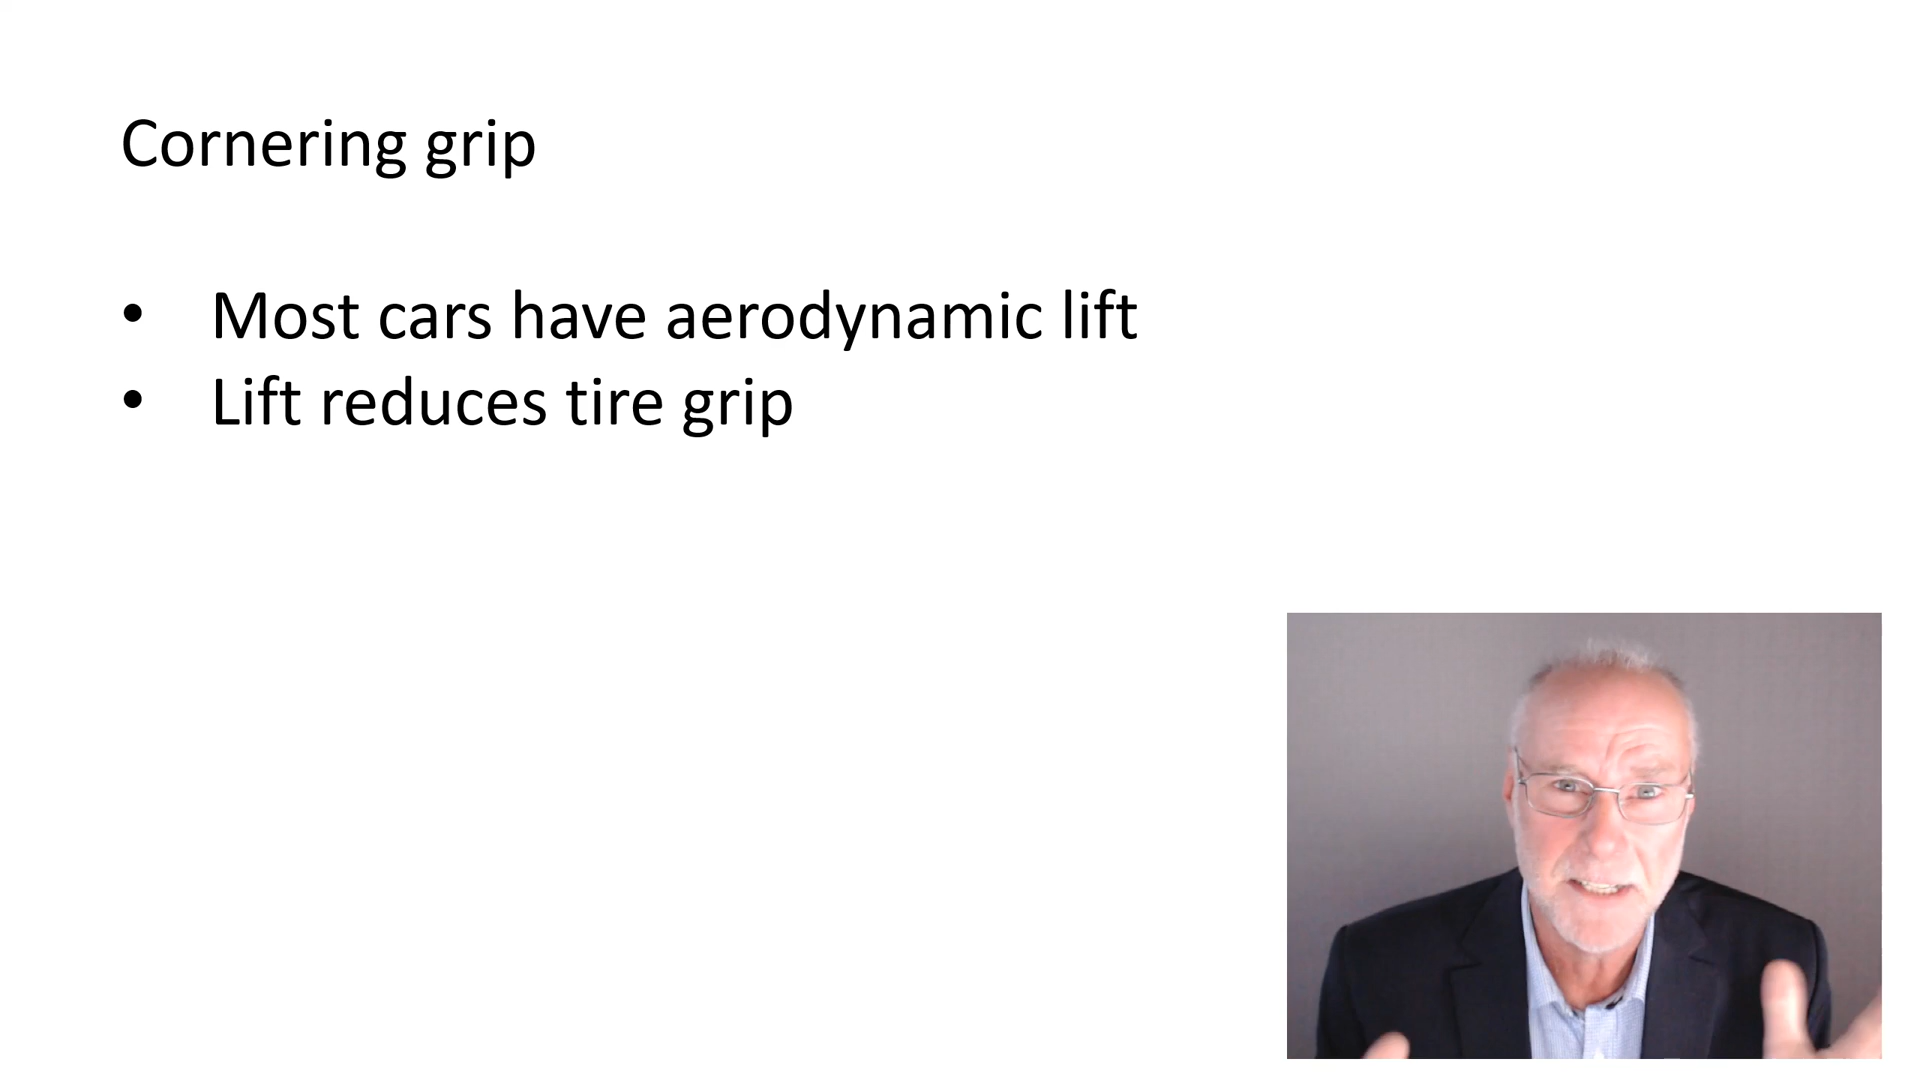 Cornering grip
• Most cars have aerodynamic lift
• Lift reduces tire grip